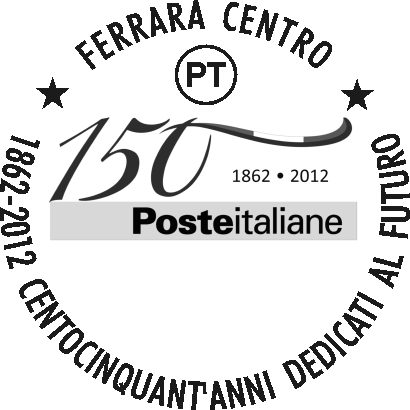 FERRARA CENTRO
PT
150
1862 • 2012
Posteitaliane
1862-2012 CENTOCINQUANT'ANNI DEDICATI AL FUTURO